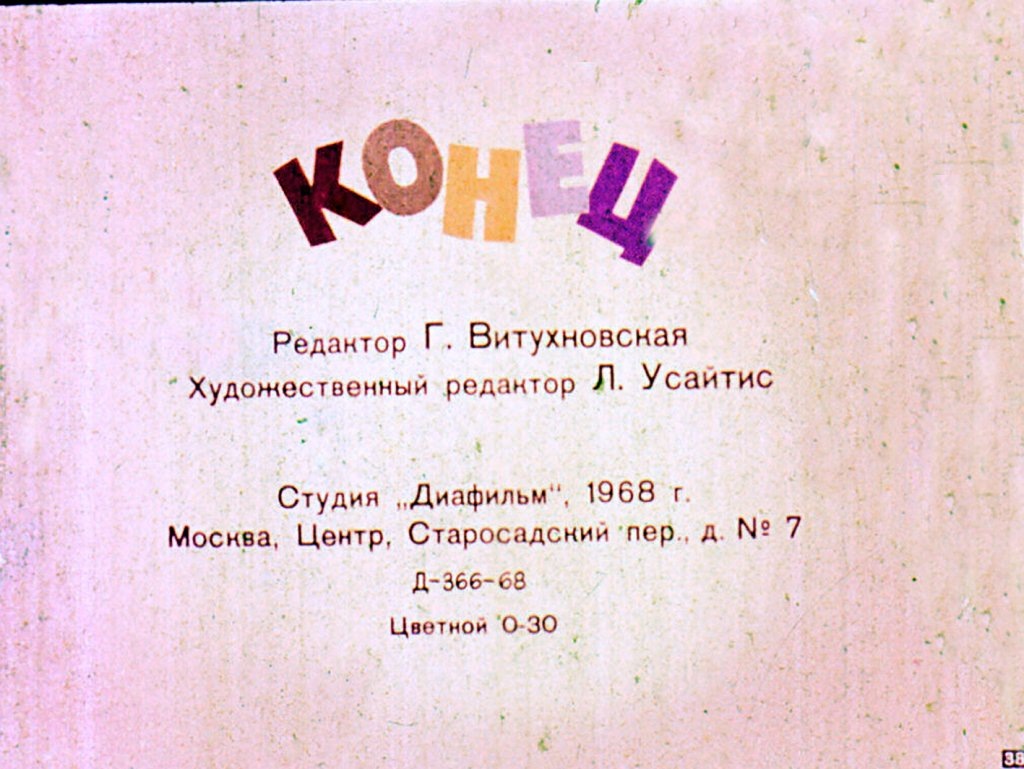 КОНЕЦ
Редактор Г. Витухновская
Художественный редактор Л. Усайтис
Студия „Диафильм“, 1968 г.
Москва, Центр, Старосадский пер., д. № 7
Д-366-68
Цветной 0-30
38